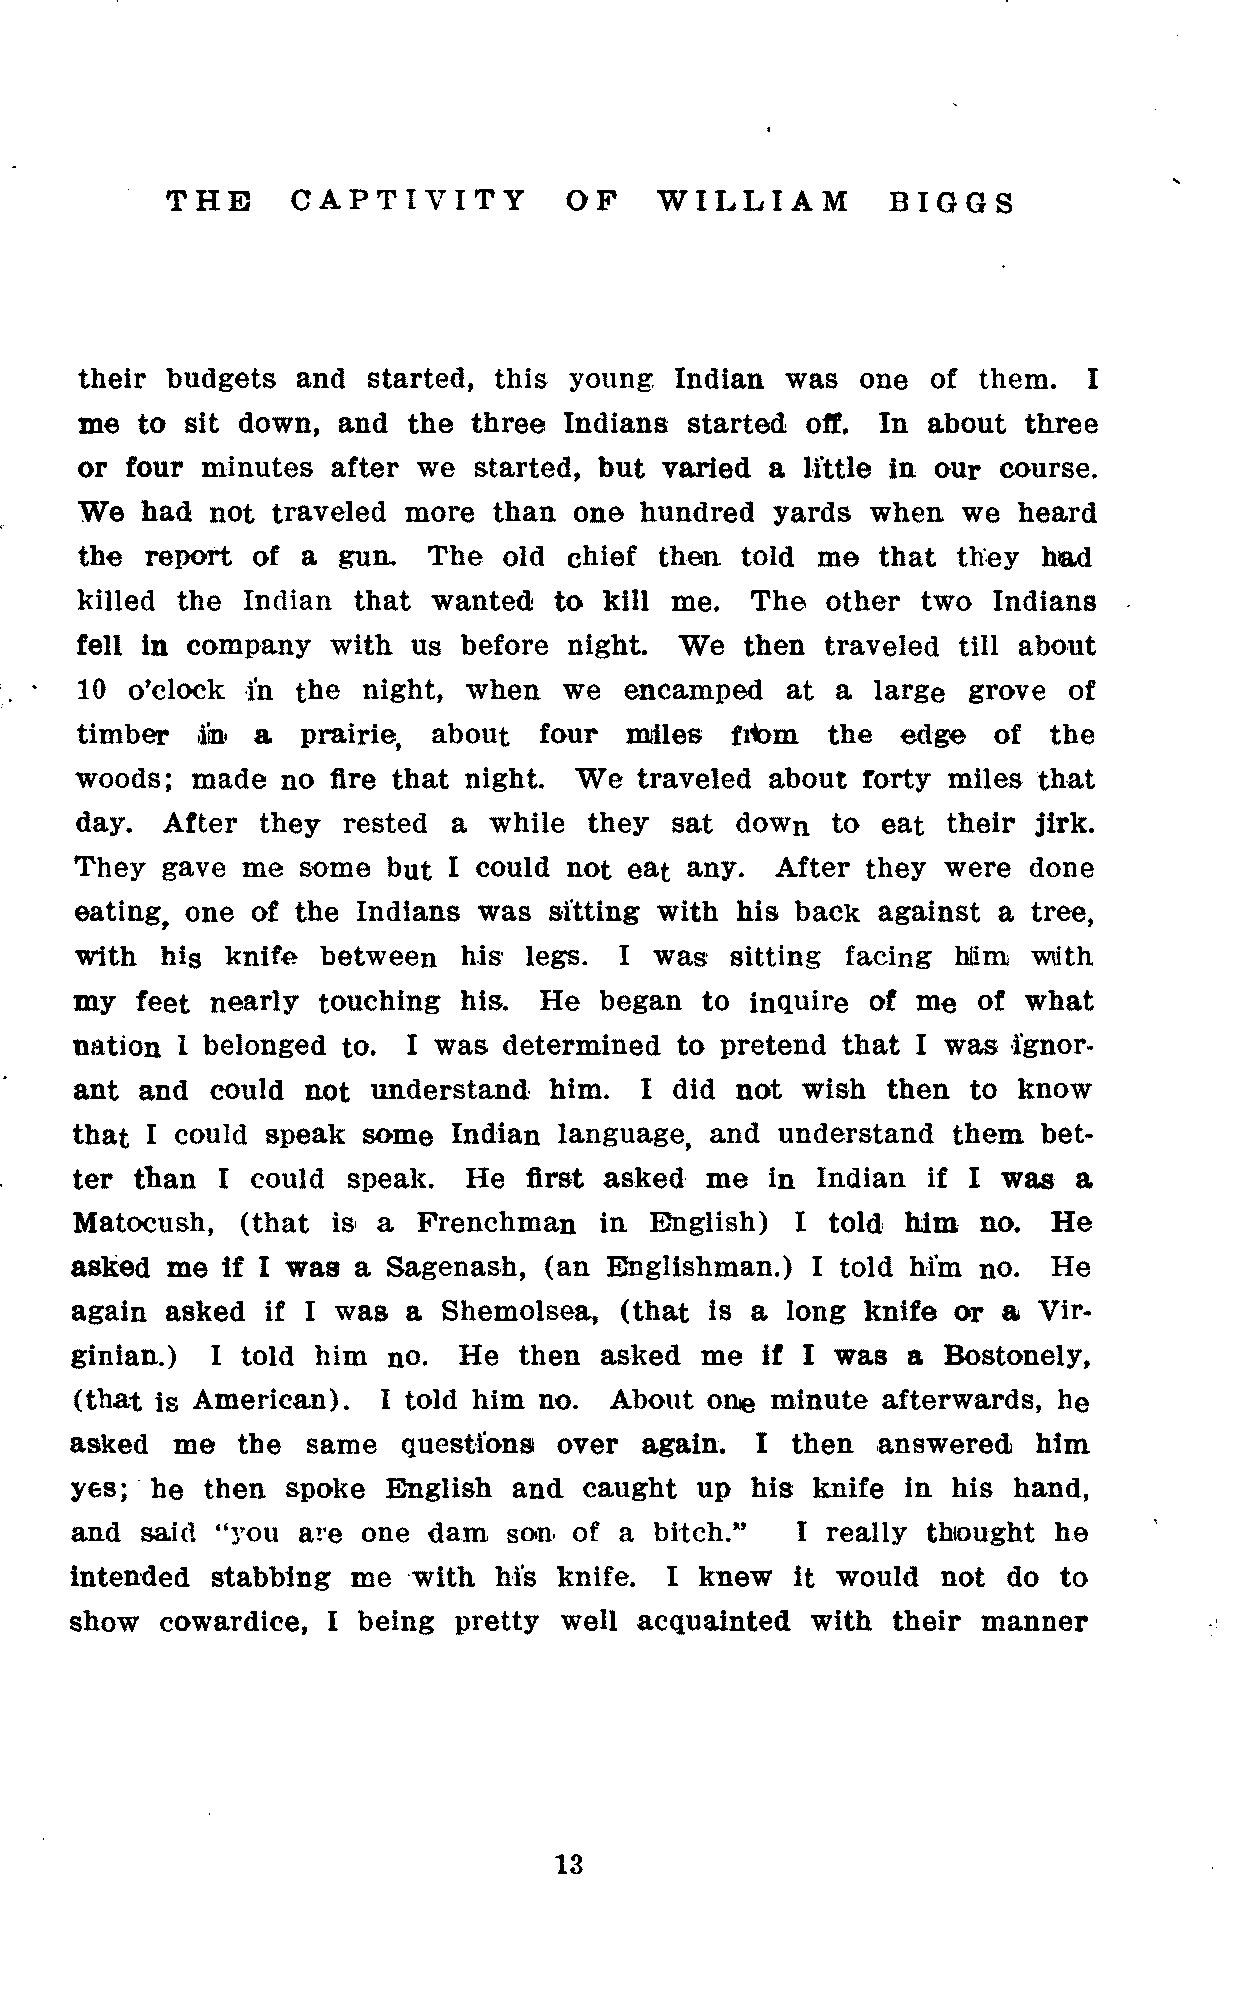 THE CAPTIVITY OF WILLIAM BIGGS
their budgets and started, this young Indian was one of them. I
me to sit down, and the three Indians started off. In about three
or four minutes after we started, but varied a little in our course.
We had not traveled more than one hundred yards when we heard
the report of a gun. The old chief then told me that they had
killed the Indian that wanted to kill me. The other two Indians
fell in company with us before night. We then traveled till about
10 o'clock in the night, when we encamped at a large grove of
timber in a prairie, about four miles from the edge of the
woods; made no fire that night. We traveled about forty miles that
day. After they rested a while they sat down to eat their jirk.
They gave me some but I could not eat any. After they were done
eating, one of the Indians was sitting with his back against a tree,
with his knife between his legs. I was sitting facing him with
my feet nearly touching his. He began to inquire of me of what
nation I belonged to. I was determined to pretend that I was ignor-
ant and could not understand him. I did not wish then to know
that I could speak some Indian language, and understand them bet-
ter than I could speak. He first asked me in Indian if I was a
Matocush, (that is a Frenchman in English) I told him no. He
asked me if I was a Sagenash, (an Englishman.) I told him no. He
again asked if I was a Shemolsea, (that is a long knife or a Vir-
ginian.) I told him no. He then asked me if I was a Bostonely,
(that is American). I told him no. About one minute afterwards, he
asked me the same questions over again. I then answered him
yes; he then spoke English and caught up his knife in his hand,
and said "you are one dam son of a bitch." I really thought he
intended stabbing me with his knife. I knew it would not do to
show cowardice, I being pretty well acquainted with their manner
13